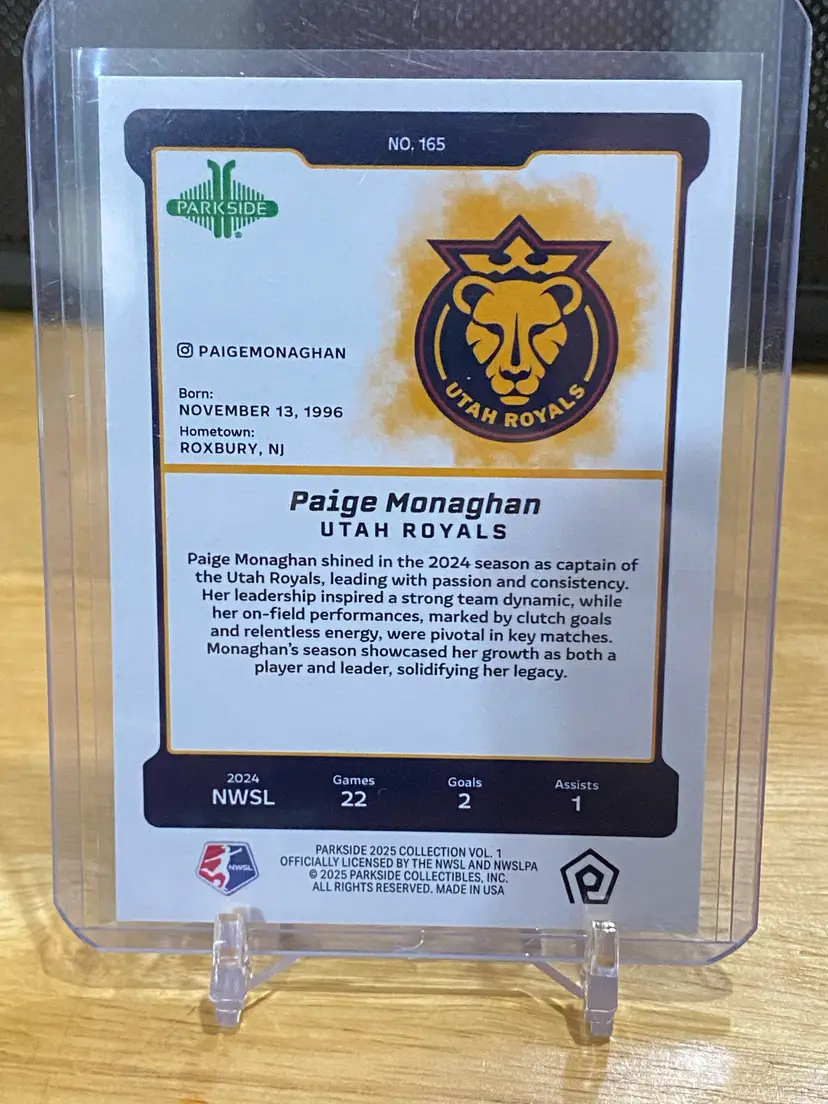 NO. 165
PARKSIDE
®
UTAH ROYALS
PAIGEMONAGHAN
Born:
NOVEMBER 13, 1996
Hometown:
ROXBURY, NJ
Paige Monaghan
UTAH ROYALS
Paige Monaghan shined in the 2024 season as captain of
the Utah Royals, leading with passion and consistency.
Her leadership inspired a strong team dynamic, while
her on-field performances, marked by clutch goals
and relentless energy, were pivotal in key matches.
Monaghan's season showcased her growth as both a
player and leader, solidifying her legacy.
2024 Games Goals Assists
NWSL 22 2 1
NWSL
PARKSIDE 2025 COLLECTION VOL. 1
OFFICIALLY LICENSED BY THE NWSL AND NWSLPA
© 2025 PARKSIDE COLLECTIBLES, INC.
ALL RIGHTS RESERVED. MADE IN USA